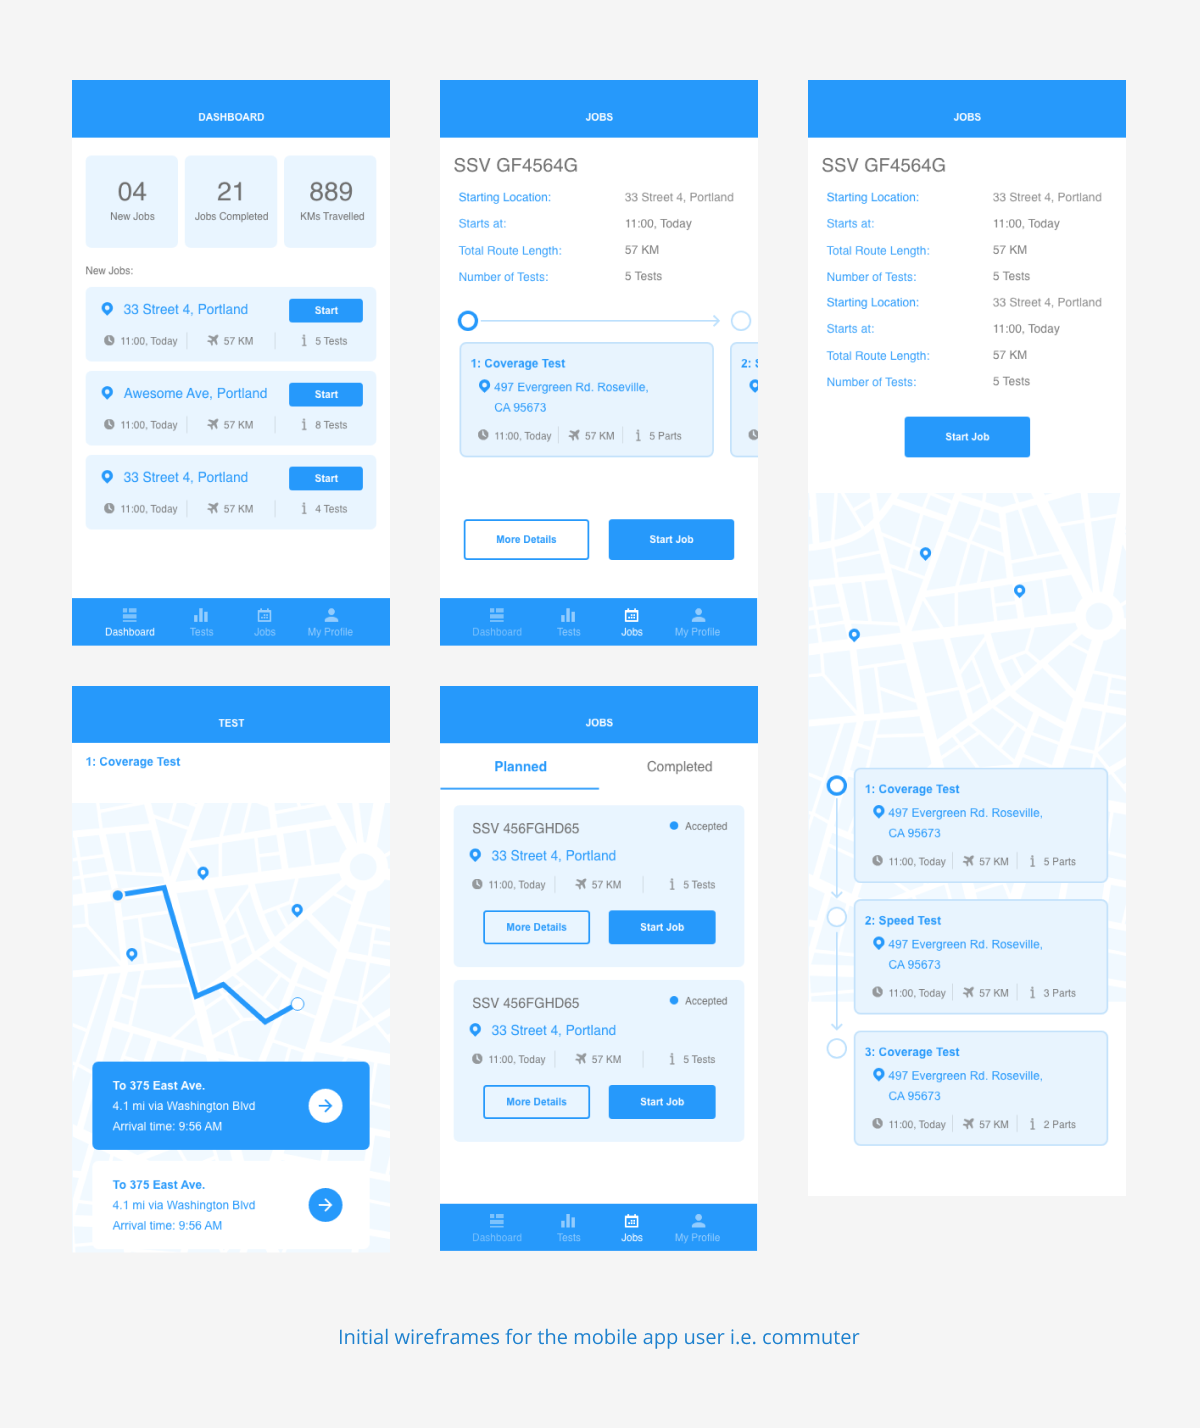 DASHBOARD
04
New Jobs
21
Jobs Completed
889
KMs Travelled
New Jobs:
33 Street 4, Portland
Start
11:00, Today
57 KM
5 Tests
Awesome Ave, Portland
Start
11:00, Today
57 KM
8 Tests
33 Street 4, Portland
Start
11:00, Today
57 KM
4 Tests
Dashboard
Tests
Jobs
My Profile
JOBS
SSV GF4564G
Starting Location: 33 Street 4, Portland
Starts at: 11:00, Today
Total Route Length: 57 KM
Number of Tests: 5 Tests
1: Coverage Test
497 Evergreen Rd. Roseville,
CA 95673
11:00, Today
57 KM
5 Parts
2: S
More Details
Start Job
Dashboard
Tests
Jobs
My Profile
JOBS
SSV GF4564G
Starting Location: 33 Street 4, Portland
Starts at: 11:00, Today
Total Route Length: 57 KM
Number of Tests: 5 Tests
Starting Location: 33 Street 4, Portland
Starts at: 11:00, Today
Total Route Length: 57 KM
Number of Tests: 5 Tests
Start Job
1: Coverage Test
497 Evergreen Rd. Roseville,
CA 95673
11:00, Today
57 KM
5 Parts
2: Speed Test
497 Evergreen Rd. Roseville,
CA 95673
11:00, Today
57 KM
3 Parts
3: Coverage Test
497 Evergreen Rd. Roseville,
CA 95673
11:00, Today
57 KM
2 Parts
TEST
1: Coverage Test
To 375 East Ave.
4.1 mi via Washington Blvd
Arrival time: 9:56 AM
To 375 East Ave.
4.1 mi via Washington Blvd
Arrival time: 9:56 AM
JOBS
Planned
Completed
SSV 456FGHD65
Accepted
33 Street 4, Portland
11:00, Today
57 KM
5 Tests
More Details
Start Job
SSV 456FGHD65
Accepted
33 Street 4, Portland
11:00, Today
57 KM
5 Tests
More Details
Start Job
Dashboard
Tests
Jobs
My Profile
Initial wireframes for the mobile app user i.e. commuter